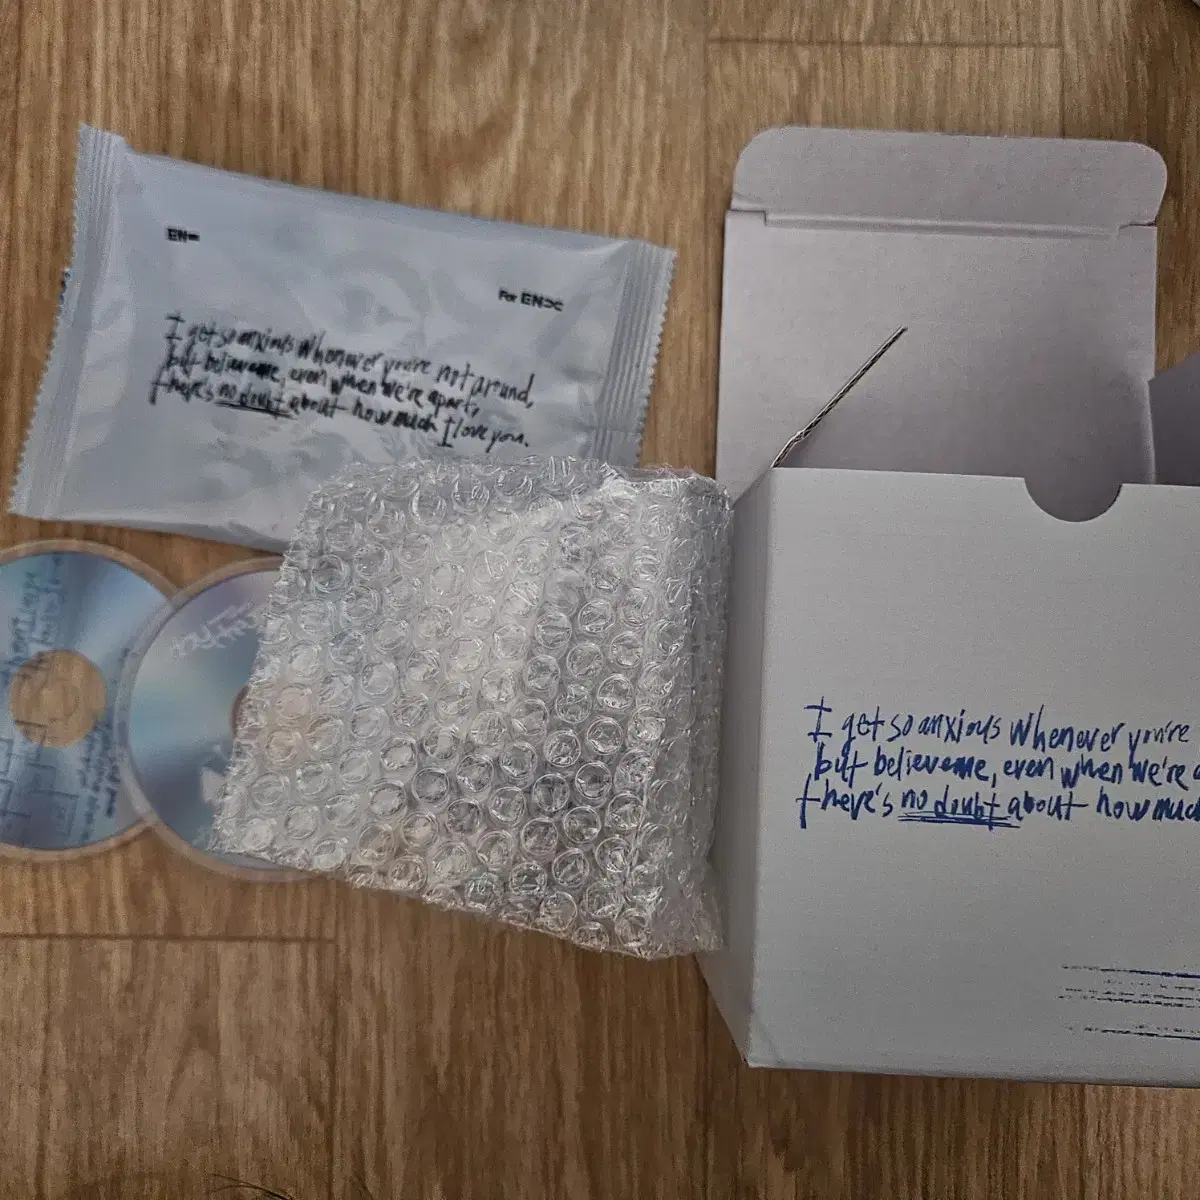 EN-
For EN><
I get so anxious whenever you're not around,
but believe me, even when we're apart,
there's no doubt about how much I love you.
I get so anxious whenever you're
but believe me, even when we're a
there's no doubt about how much